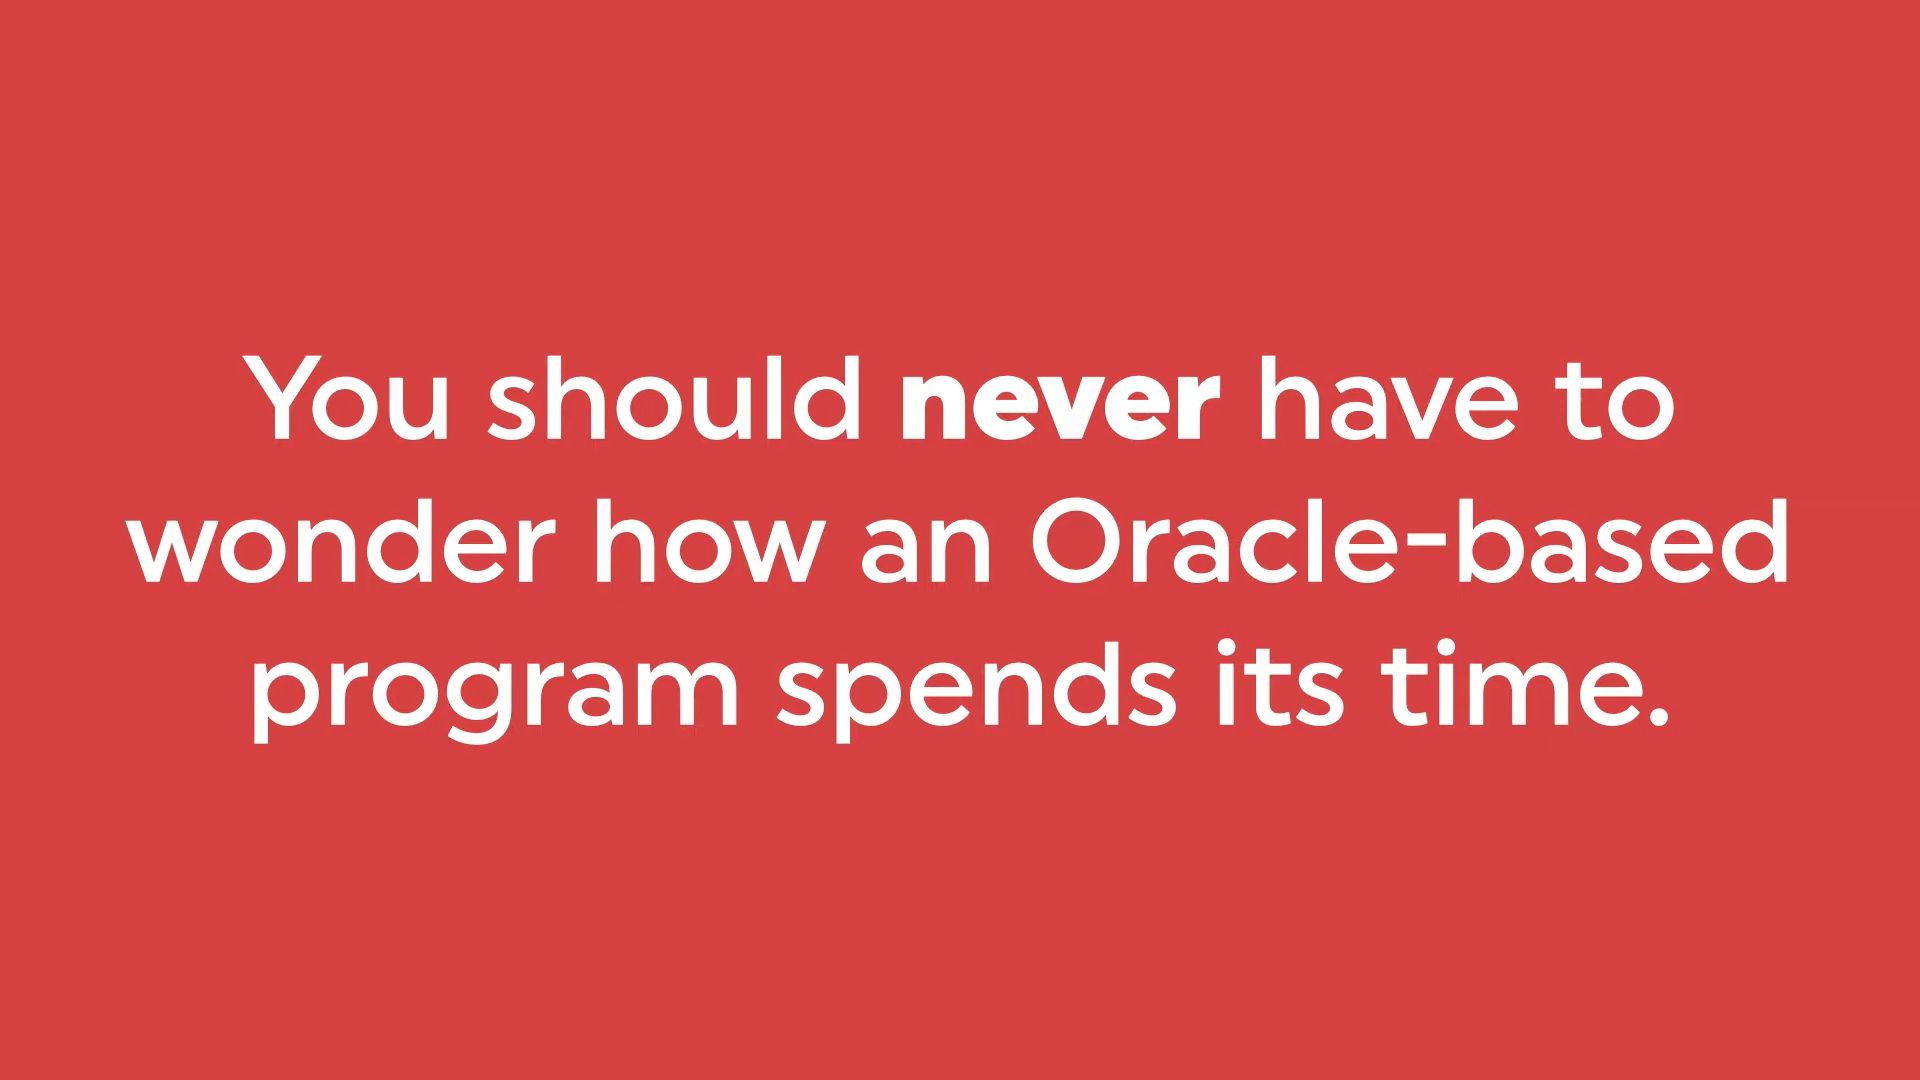 You should never have to
wonder how an Oracle-based
program spends its time.